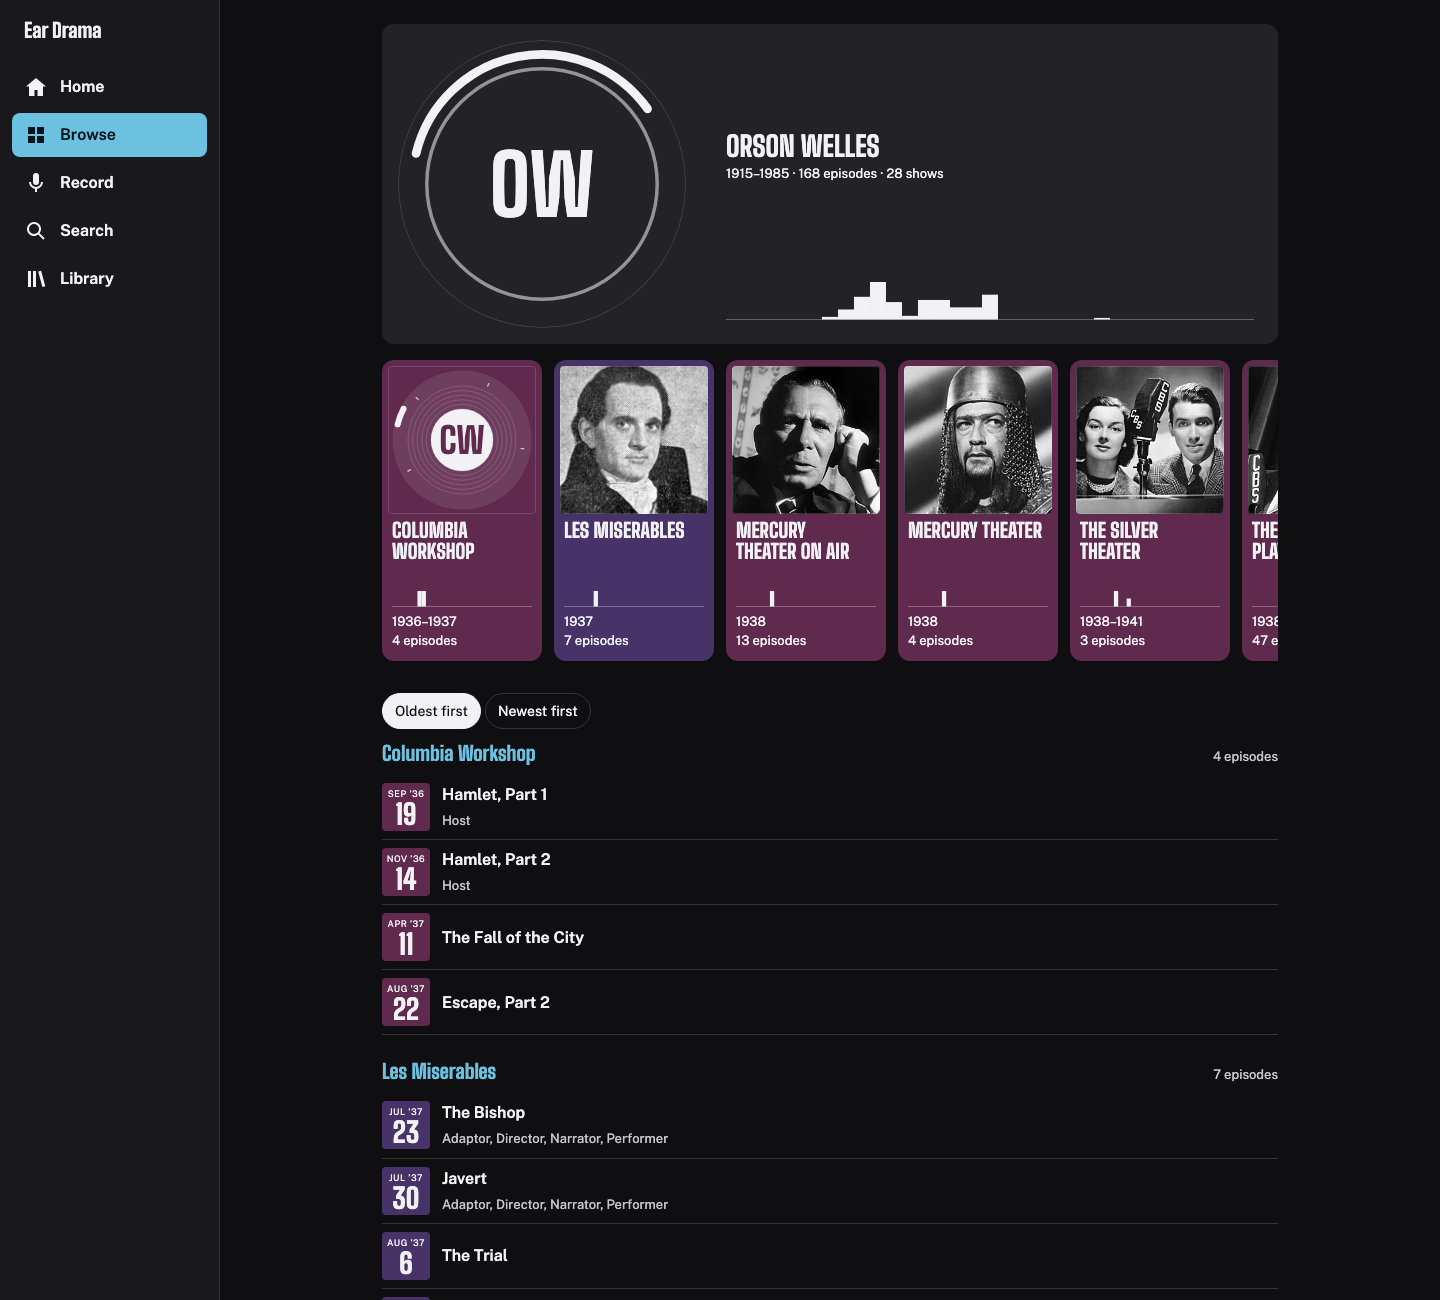 Ear Drama
Home
Browse
Record
Search
Library
OW
ORSON WELLES
1915–1985 · 168 episodes · 28 shows
CW
COLUMBIA
WORKSHOP
1936–1937
4 episodes
LES MISERABLES
1937
7 episodes
MERCURY
THEATER ON AIR
1938
13 episodes
MERCURY THEATER
1938
4 episodes
CBS
THE SILVER
THEATER
1938–1941
3 episodes
CBS
THE
PLA
1938
47 e
Oldest first
Newest first
Columbia Workshop
4 episodes
SEP '36
19
Hamlet, Part 1
Host
NOV '36
14
Hamlet, Part 2
Host
APR '37
11
The Fall of the City
AUG '37
22
Escape, Part 2
Les Miserables
7 episodes
JUL '37
23
The Bishop
Adaptor, Director, Narrator, Performer
JUL '37
30
Javert
Adaptor, Director, Narrator, Performer
AUG '37
6
The Trial